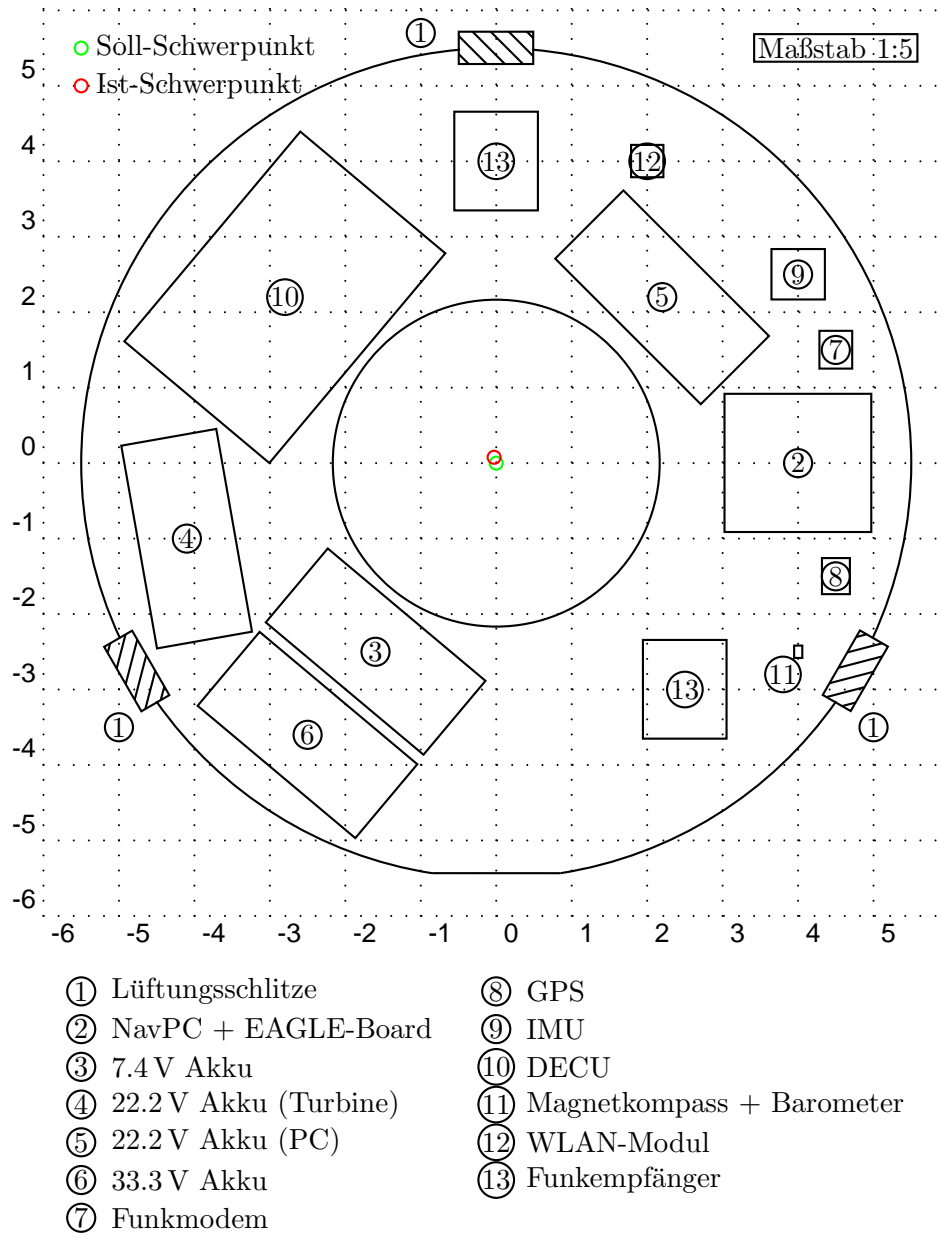 ① 
Soll-Schwerpunkt
Maßstab 1:5
Ist-Schwerpunkt
5
4
⑬
⑫
3
⑨
2
⑩
⑤
⑦
1
0
②
-1
④
⑧
-2
③
⑪
-3
⑬
①
⑥
①
-4
-5
-6
-6 -5 -4 -3 -2 -1 0 1 2 3 4 5
① Lüftungsschlitze
② NavPC + EAGLE-Board
③ 7.4 V Akku
④ 22.2 V Akku (Turbine)
⑤ 22.2 V Akku (PC)
⑥ 33.3 V Akku
⑦ Funkmodem
⑧ GPS
⑨ IMU
⑩ DECU
⑪ Magnetkompass + Barometer
⑫ WLAN-Modul
⑬ Funkempfänger